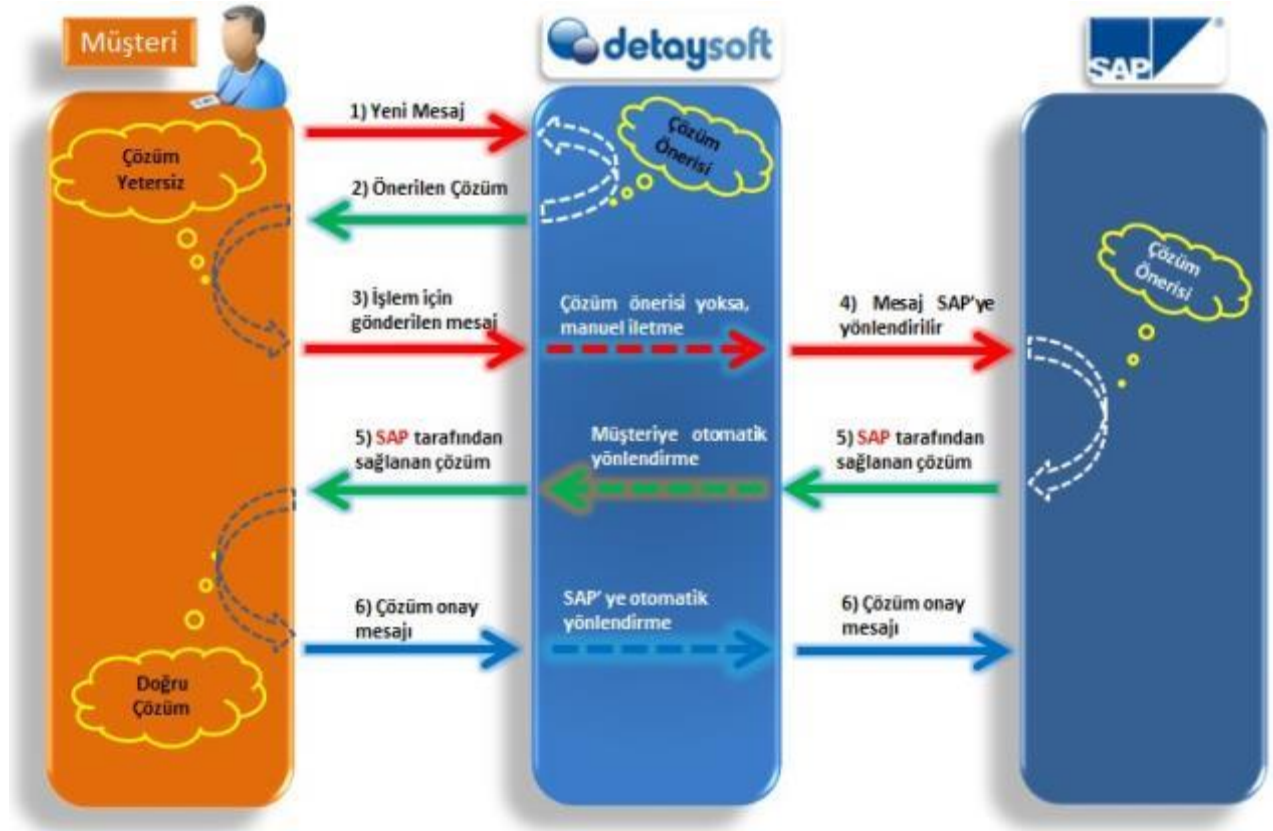 Müşteri
detaysoft
SAP
1) Yeni Mesaj
Çözüm
Önerisi
Çözüm
Yetersiz
2) Önerilen Çözüm
Çözüm
Önerisi
3) İşlem için
gönderilen mesaj
Çözüm önerisi yoksa,
manuel iletme
4) Mesaj SAP'ye
yönlendirilir
5) SAP tarafından
sağlanan çözüm
Müşteriye otomatik
yönlendirme
5) SAP tarafından
sağlanan çözüm
6) Çözüm onay
mesajı
SAP' ye otomatik
yönlendirme
6) Çözüm onay
mesajı
Doğru
Çözüm